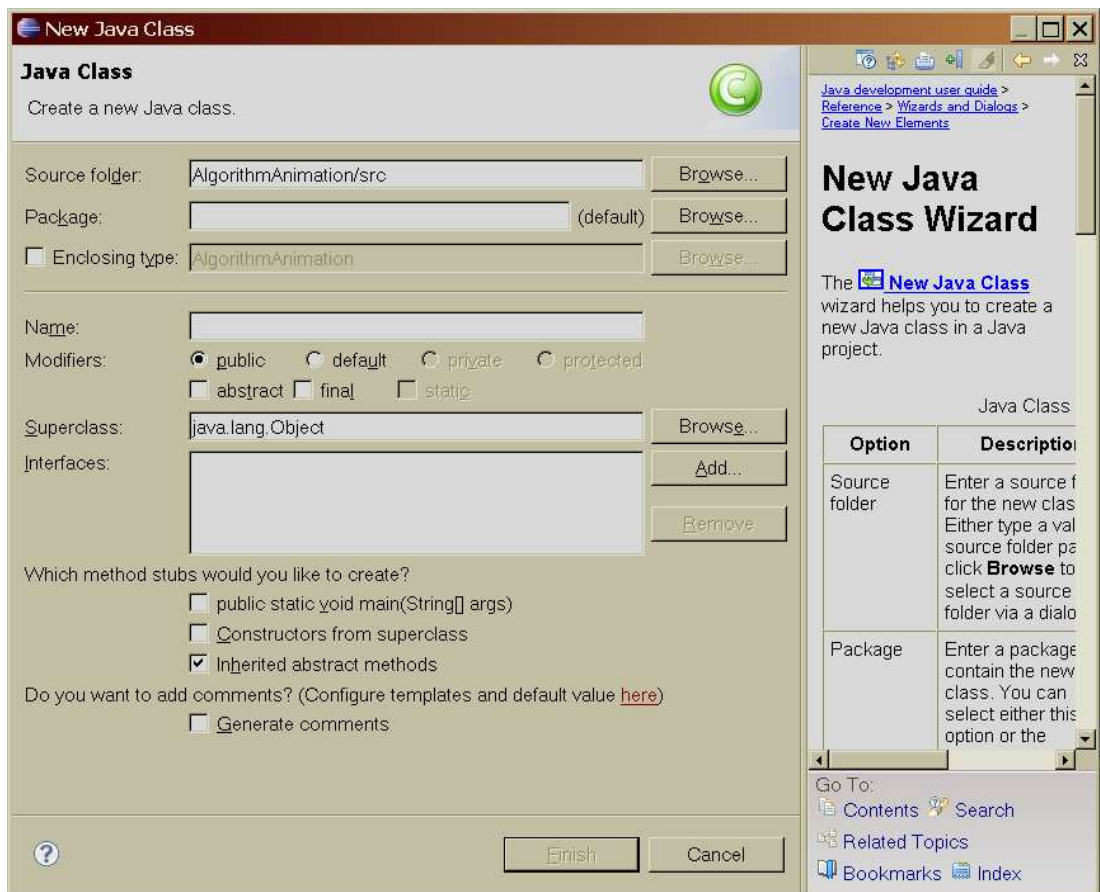 New Java Class
Java Class
Create a new Java class.
Source folder:
AlgorithmAnimation/src
Browse...
Package:
(default)
Browse...
Enclosing type:
AlgorithmAnimation
Browse...
Name:
Modifiers:
public
default
private
protected
abstract
final
static
Superclass:
java.lang.Object
Browse...
Interfaces:
Add...
Remove
Which method stubs would you like to create?
public static void main(String[] args)
Constructors from superclass
Inherited abstract methods
Do you want to add comments? (Configure templates and default value here)
Generate comments
Finish
Cancel
Java development user guide >
Reference > Wizards and Dialogs >
Create New Elements
New Java
Class Wizard
The New Java Class
wizard helps you to create a
new Java class in a Java
project.
Java Class
Option
Description
Source
folder
Enter a source f
for the new clas
Either type a val
source folder pa
click Browse to
select a source
folder via a dialo
Package
Enter a package
contain the new
class. You can
select either this
option or the
Go To:
Contents
Search
Related Topics
Bookmarks
Index